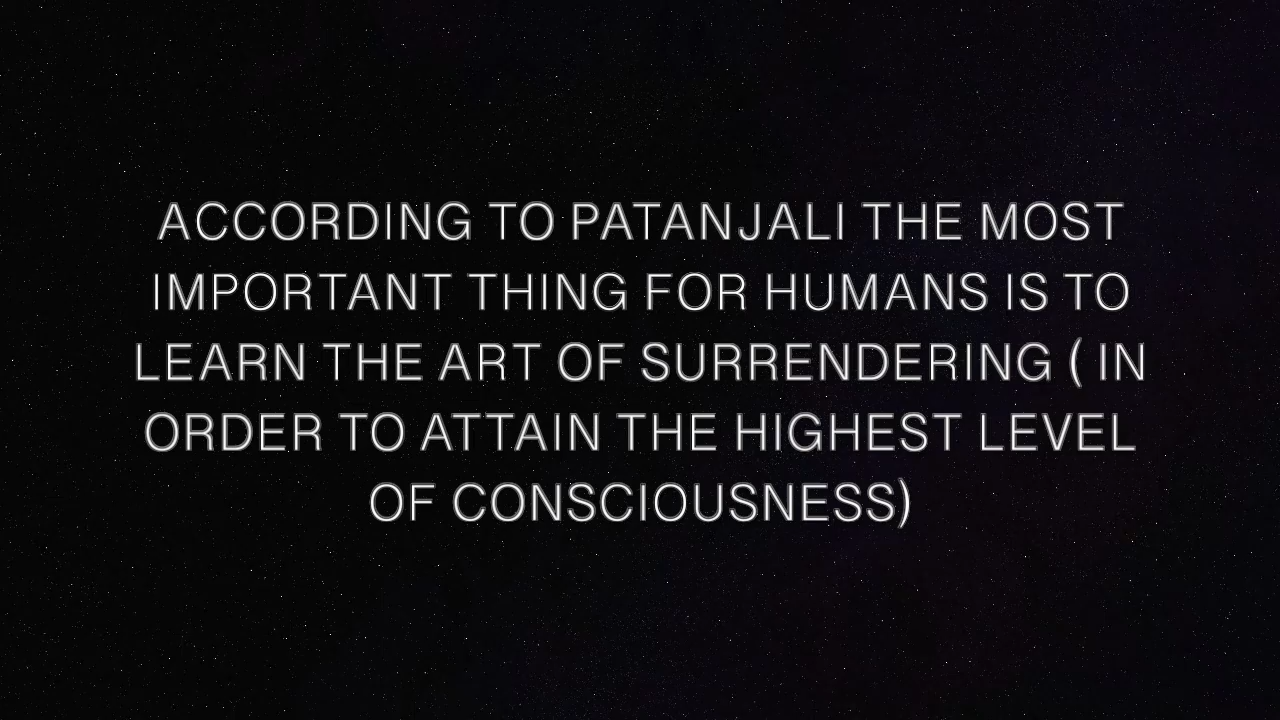 ACCORDING TO PATANJALI THE MOST
IMPORTANT THING FOR HUMANS IS TO
LEARN THE ART OF SURRENDERING ( IN
ORDER TO ATTAIN THE HIGHEST LEVEL
OF CONSCIOUSNESS)